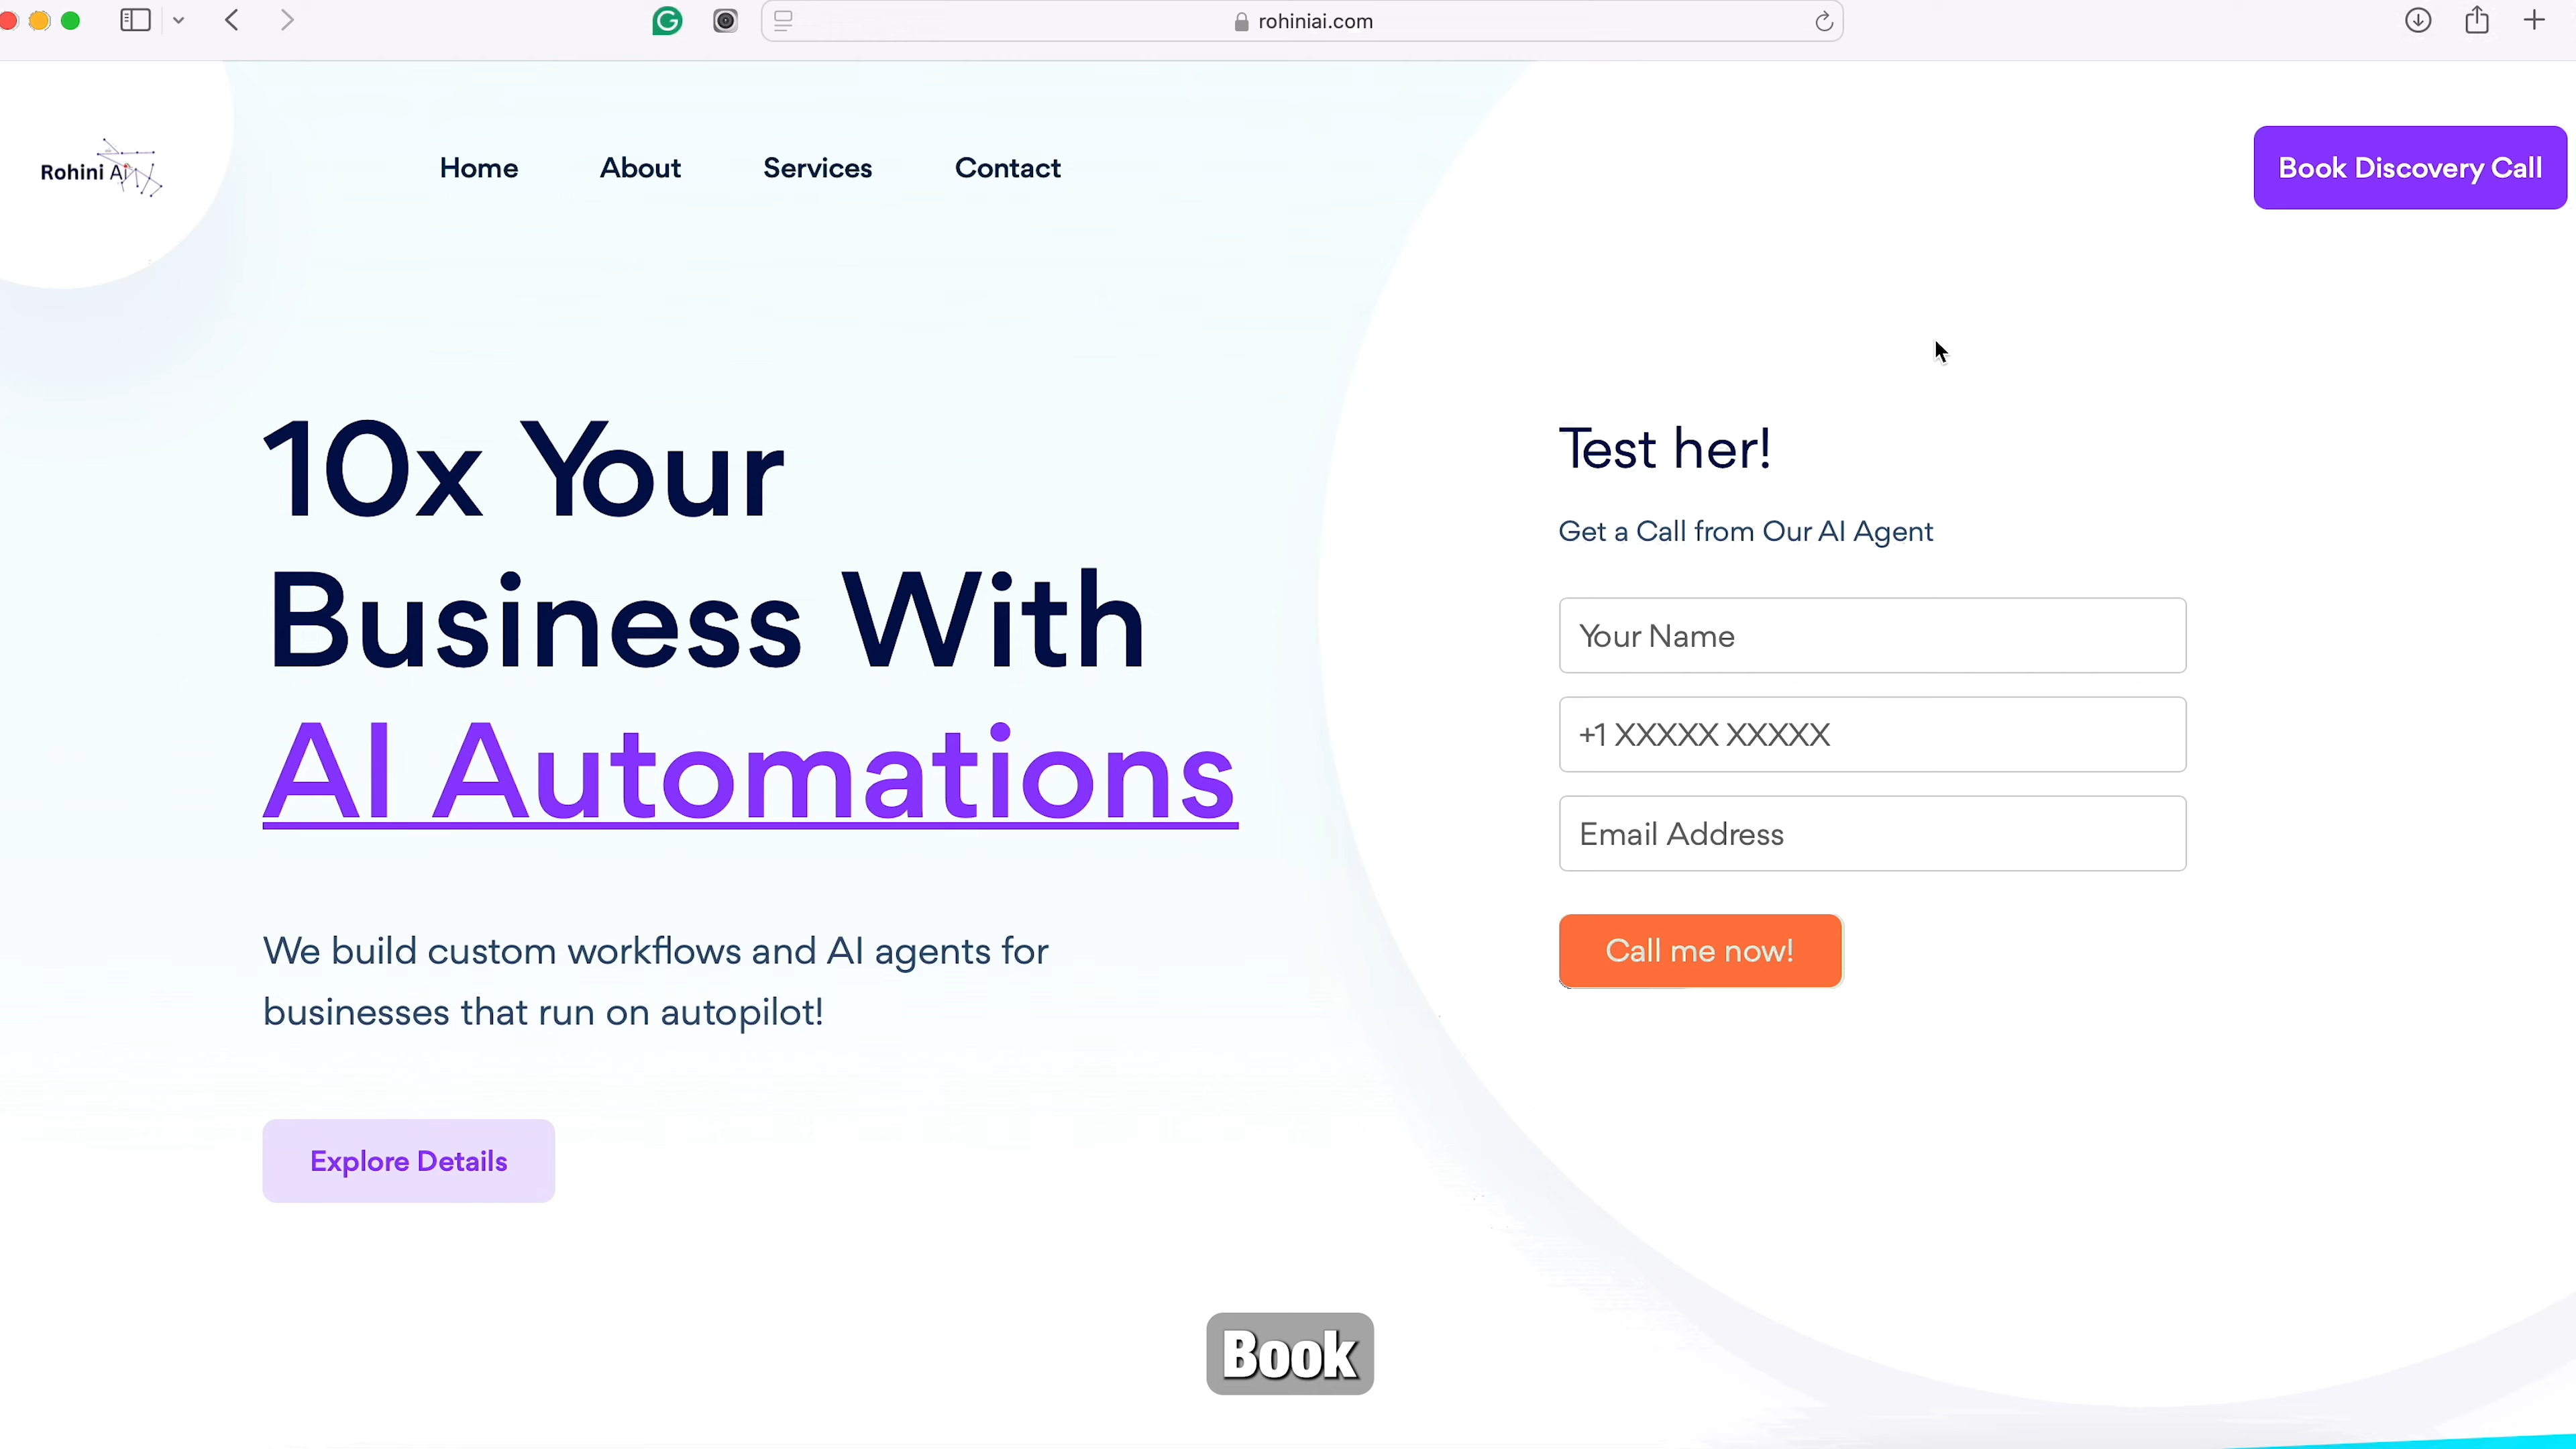 rohiniai.com
Rohini Ai
Home
About
Services
Contact
Book Discovery Call
10x Your
Business With
AI Automations
We build custom workflows and AI agents for
businesses that run on autopilot!
Explore Details
Test her!
Get a Call from Our AI Agent
Your Name
+1 XXXXX XXXXX
Email Address
Call me now!
Book